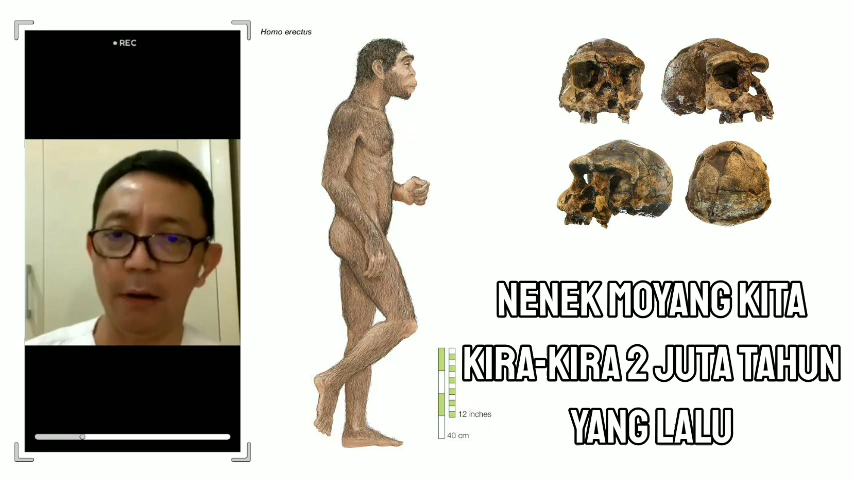 REC
Homo erectus
NENEK MOYANG KITA
KIRA-KIRA 2 JUTA TAHUN
YANG LALU
12 inches
40 cm